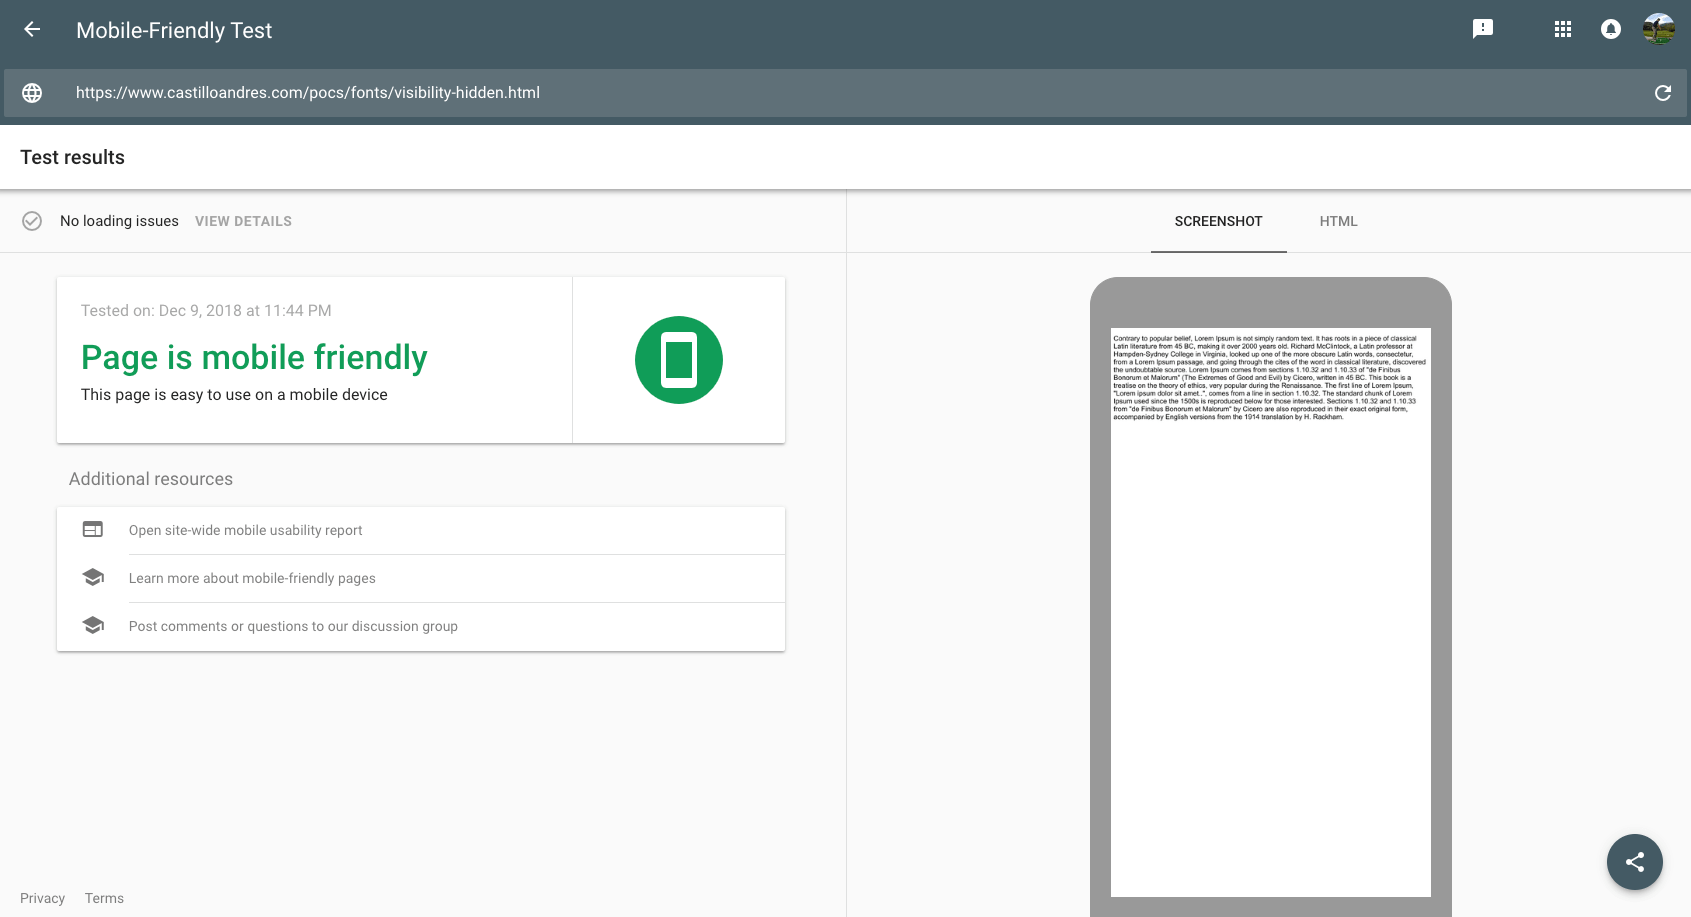 Mobile-Friendly Test
https://www.castilloandres.com/pocs/fonts/visibility-hidden.html
Test results
No loading issues VIEW DETAILS
SCREENSHOT HTML
Tested on: Dec 9, 2018 at 11:44 PM
Page is mobile friendly
This page is easy to use on a mobile device
Additional resources
Open site-wide mobile usability report
Learn more about mobile-friendly pages
Post comments or questions to our discussion group
Contrary to popular belief, Lorem Ipsum is not simply random text. It has roots in a piece of classical
Latin literature from 45 BC, making it over 2000 years old. Richard McClintock, a Latin professor at
Hampden-Sydney College in Virginia, looked up one of the more obscure Latin words, consectetur,
from a Lorem Ipsum passage, and going through the cites of the word in classical literature, discovered
the undoubtable source. Lorem Ipsum comes from sections 1.10.32 and 1.10.33 of "de Finibus
Bonorum et Malorum" (The Extremes of Good and Evil) by Cicero, written in 45 BC. This book is a
treatise on the theory of ethics, very popular during the Renaissance. The first line of Lorem Ipsum,
"Lorem ipsum dolor sit amet..", comes from a line in section 1.10.32. The standard chunk of Lorem
Ipsum used since the 1500s is reproduced below for those interested. Sections 1.10.32 and 1.10.33
from "de Finibus Bonorum et Malorum" by Cicero are also reproduced in their exact original form,
accompanied by English versions from the 1914 translation by H. Rackham.
Privacy Terms